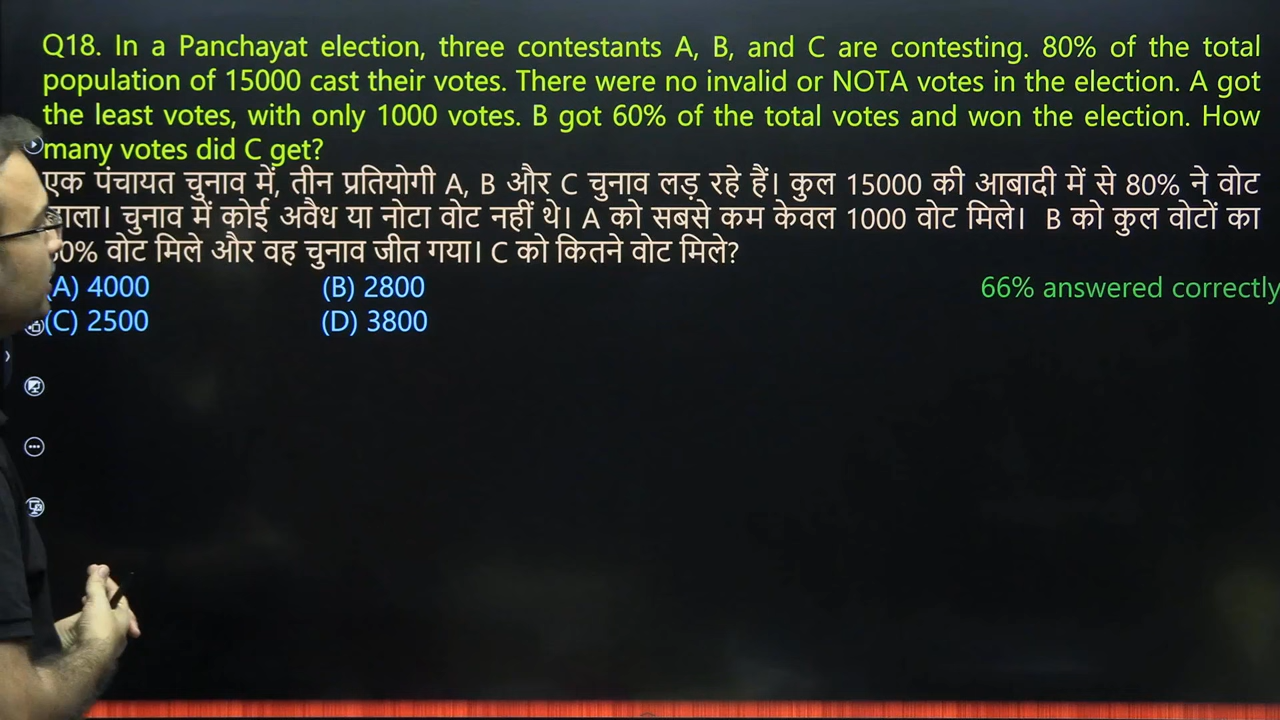 Q18. In a Panchayat election, three contestants A, B, and C are contesting. 80% of the total
population of 15000 cast their votes. There were no invalid or NOTA votes in the election. A got
the least votes, with only 1000 votes. B got 60% of the total votes and won the election. How
many votes did C get?
एक पंचायत चुनाव में, तीन प्रतियोगी A, B और C चुनाव लड़ रहे हैं। कुल 15000 की आबादी में से 80% ने वोट
चुनाव में कोई अवैध या नोटा वोट नहीं थे। A को सबसे कम केवल 1000 वोट मिले। B को कुल वोटों का
वोट मिले और वह चुनाव जीत गया। C को कितने वोट मिले?
(A) 4000 (B) 2800 66% answered correctly
(C) 2500 (D) 3800